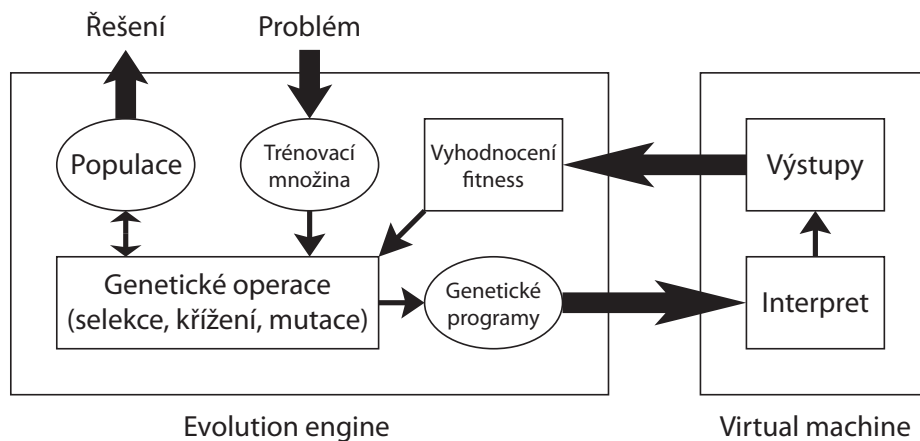 Řešení
Problém
Populace
Trénovací
množina
Vyhodnocení
fitness
Výstupy
Genetické operace
(selekce, křížení, mutace)
Genetické
programy
Interpret
Evolution engine
Virtual machine